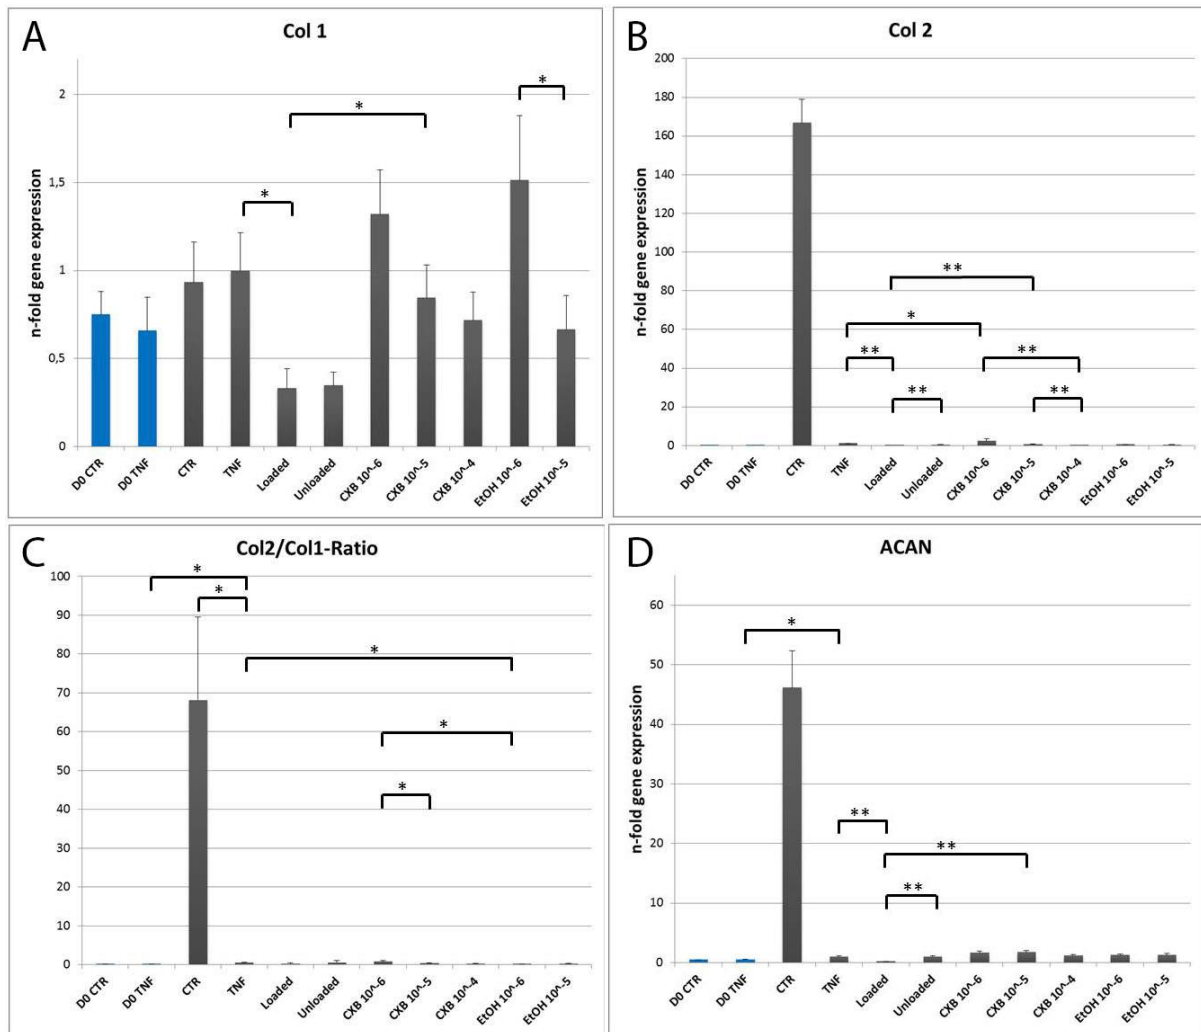 A
Col 1
n-fold gene expression
2
1,5
1
0,5
0
*
*
*
D0 CTR
D0 TNF
CTR
TNF
Loaded
Unloaded
CXB 10^-6
CXB 10^-5
CXB 10^-4
EtOH 10^-6
EtOH 10^-5
B
Col 2
n-fold gene expression
200
180
160
140
120
100
80
60
40
20
0
**
*
**
**
**
**
D0 CTR
D0 TNF
CTR
TNF
Loaded
Unloaded
CXB 10^-6
CXB 10^-5
CXB 10^-4
EtOH 10^-6
EtOH 10^-5
C
Col2/Col1-Ratio
100
90
80
70
60
50
40
30
20
10
0
*
*
*
*
*
D0 CTR
D0 TNF
CTR
TNF
Loaded
Unloaded
CXB 10^-6
CXB 10^-5
CXB 10^-4
EtOH 10^-6
EtOH 10^-5
D
ACAN
n-fold gene expression
60
50
40
30
20
10
0
*
**
**
**
D0 CTR
D0 TNF
CTR
TNF
Loaded
Unloaded
CXB 10^-6
CXB 10^-5
CXB 10^-4
EtOH 10^-6
EtOH 10^-5